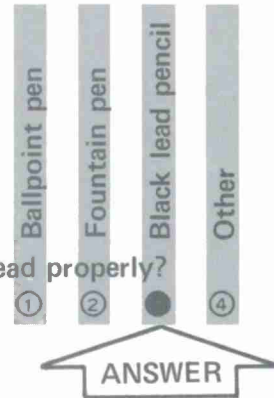 Ballpoint pen
Fountain pen
Black lead pencil
Other
ead properly?
1
2
4
ANSWER